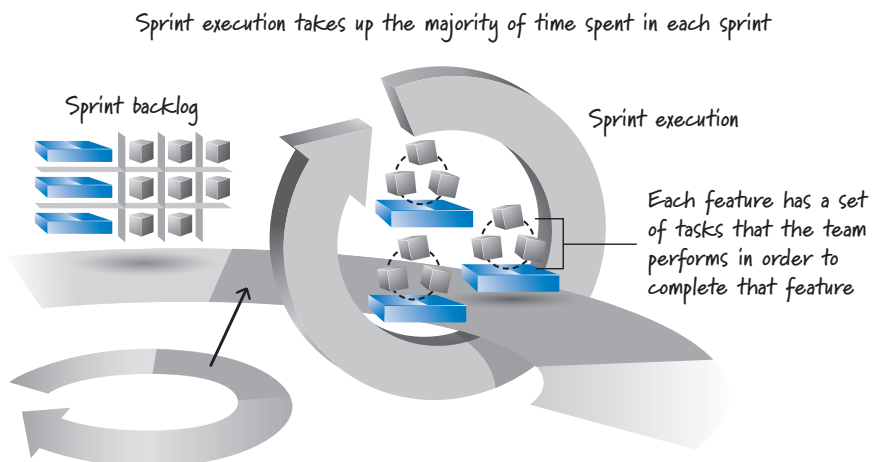 Sprint execution takes up the majority of time spent in each sprint
Sprint backlog
Sprint execution
Each feature has a set
of tasks that the team
performs in order to
complete that feature